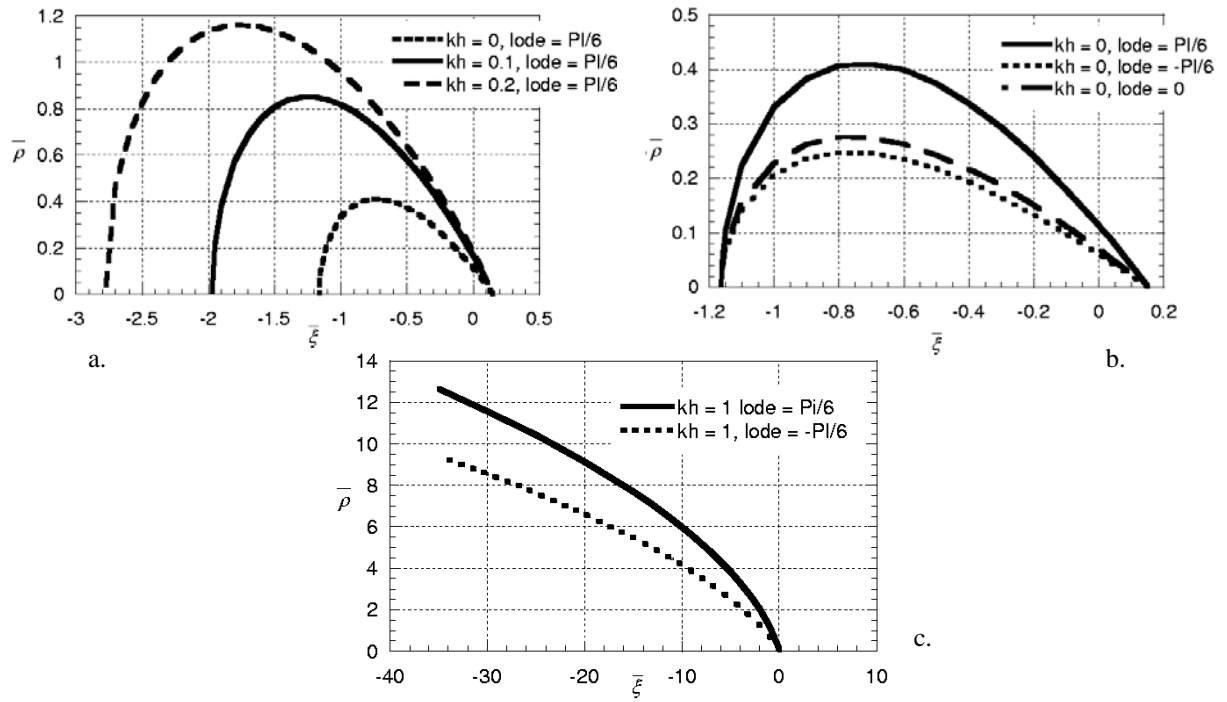 1.2
1
0.8
0.6
0.4
0.2
0
ρ̅
kh = 0, lode = PI/6
kh = 0.1, lode = PI/6
kh = 0.2, lode = PI/6
-3 -2.5 -2 -1.5 -1 -0.5 0 0.5
ξ̅
a.
0.5
0.4
0.3
0.2
0.1
0
ρ̅
kh = 0, lode = PI/6
kh = 0, lode = -PI/6
kh = 0, lode = 0
-1.2 -1 -0.8 -0.6 -0.4 -0.2 0 0.2
ξ̅
b.
14
12
10
8
6
4
2
0
ρ̅
kh = 1 lode = Pi/6
kh = 1, lode = -PI/6
-40 -30 -20 -10 0 10
ξ̅
c.